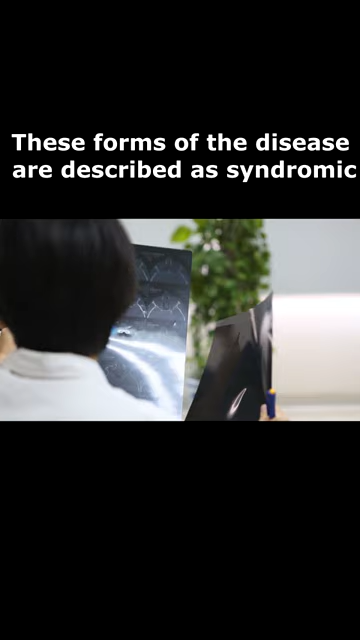 These forms of the disease
are described as syndromic